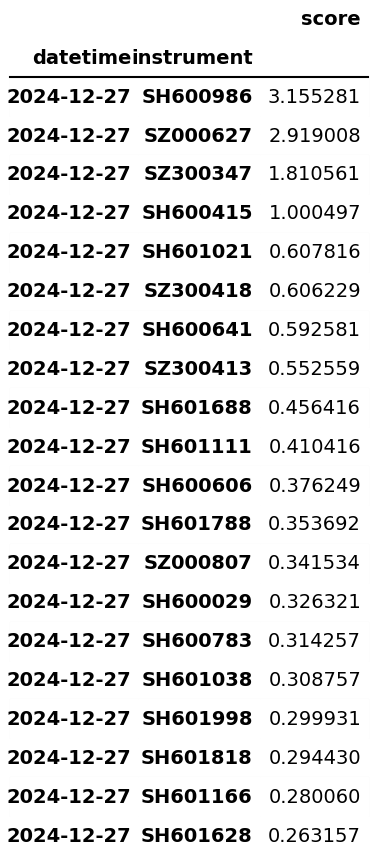 score
datetime instrument
2024-12-27 SH600986 3.155281
2024-12-27 SZ000627 2.919008
2024-12-27 SZ300347 1.810561
2024-12-27 SH600415 1.000497
2024-12-27 SH601021 0.607816
2024-12-27 SZ300418 0.606229
2024-12-27 SH600641 0.592581
2024-12-27 SZ300413 0.552559
2024-12-27 SH601688 0.456416
2024-12-27 SH601111 0.410416
2024-12-27 SH600606 0.376249
2024-12-27 SH601788 0.353692
2024-12-27 SZ000807 0.341534
2024-12-27 SH600029 0.326321
2024-12-27 SH600783 0.314257
2024-12-27 SH601038 0.308757
2024-12-27 SH601998 0.299931
2024-12-27 SH601818 0.294430
2024-12-27 SH601166 0.280060
2024-12-27 SH601628 0.263157